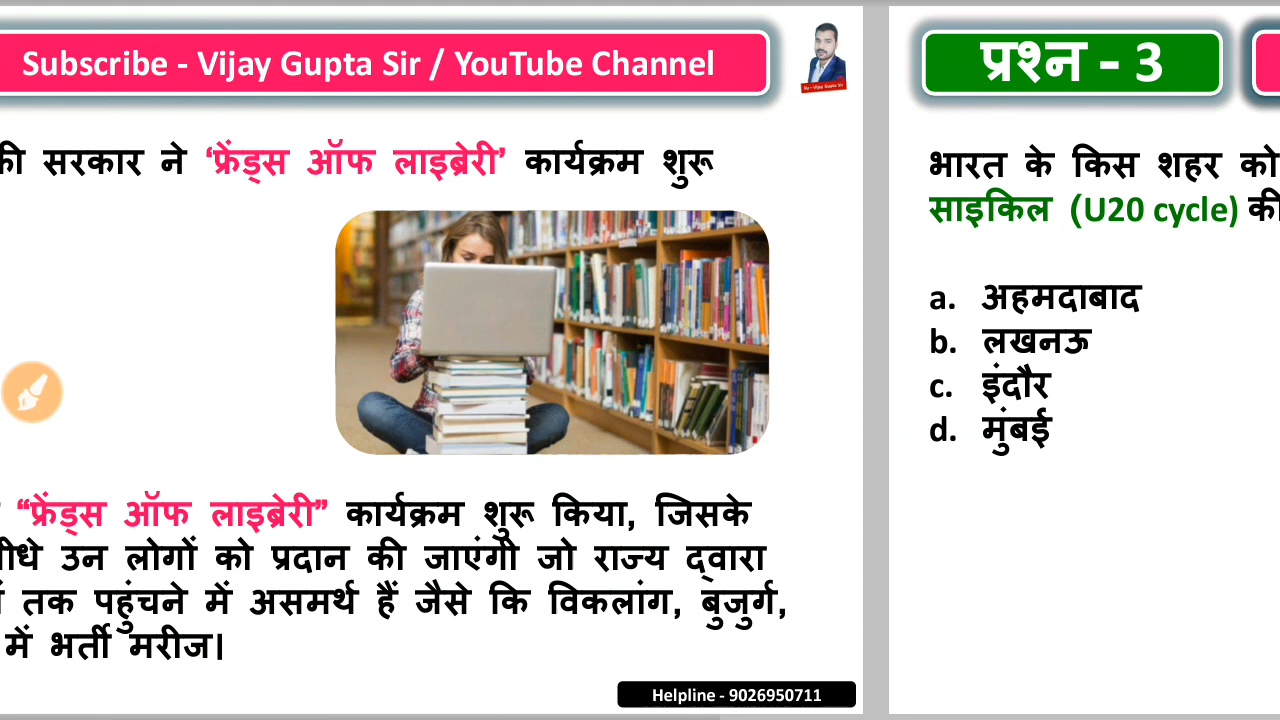 Subscribe - Vijay Gupta Sir / YouTube Channel
की सरकार ने ‘फ्रेंड्स ऑफ लाइब्रेरी’ कार्यक्रम शुरू
“फ्रेंड्स ऑफ लाइब्रेरी” कार्यक्रम शुरू किया, जिसके
उन लोगों को प्रदान की जाएंगी जो राज्य द्वारा
तक पहुंचने में असमर्थ हैं जैसे कि विकलांग, बुजुर्ग,
में भर्ती मरीज।
Helpline - 9026950711
प्रश्न - 3
भारत के किस शहर को
साइकिल (U20 cycle) की
a. अहमदाबाद
b. लखनऊ
c. इंदौर
d. मुंबई